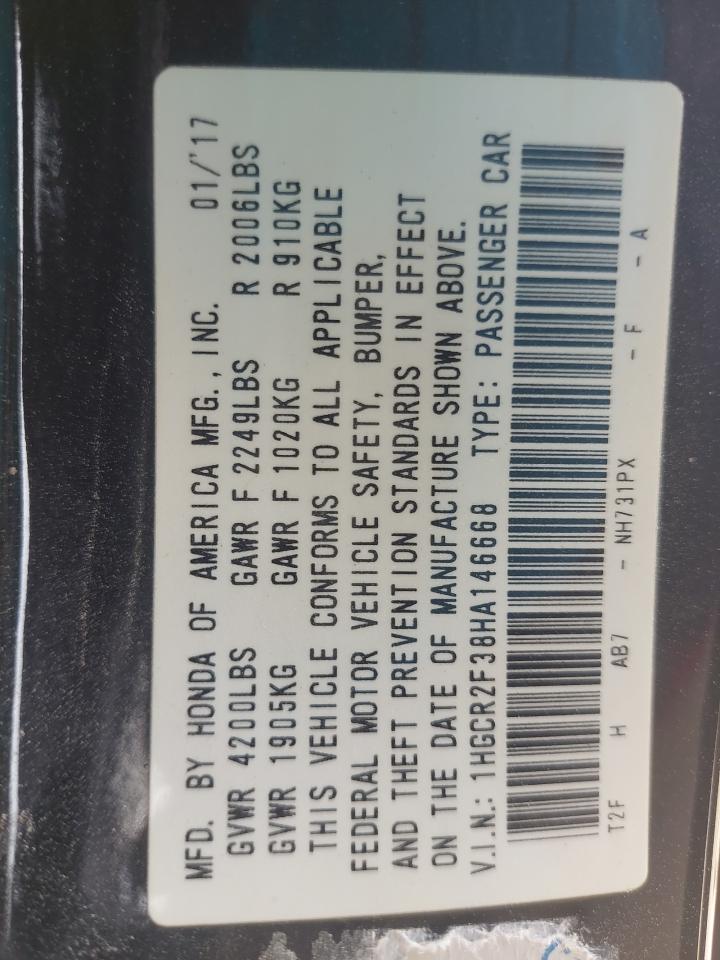 MFD. BY HONDA OF AMERICA MFG., INC. 01/'17
GVWR 4200LBS GAWR F 2249LBS R 2006LBS
GVWR 1905KG GAWR F 1020KG R 910KG
THIS VEHICLE CONFORMS TO ALL APPLICABLE
FEDERAL MOTOR VEHICLE SAFETY, BUMPER,
AND THEFT PREVENTION STANDARDS IN EFFECT
ON THE DATE OF MANUFACTURE SHOWN ABOVE.
V.I.N.: 1HGCR2F38HA146668 TYPE: PASSENGER CAR
T2F H AB7 - NH731PX - F - A